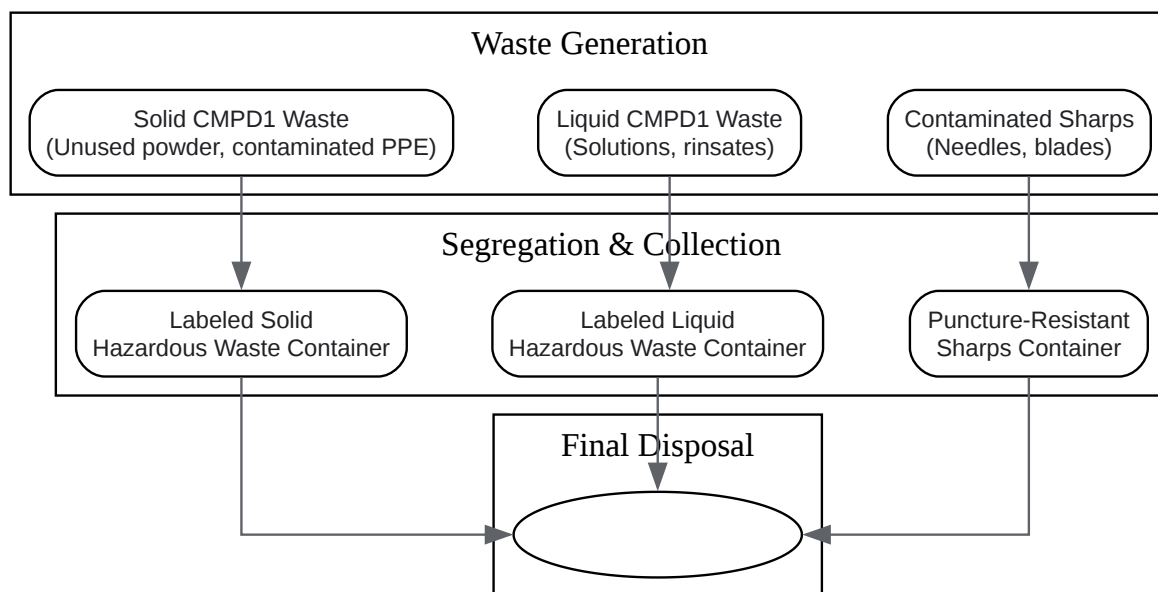 Waste Generation
Solid CMPD1 Waste
(Unused powder, contaminated PPE)
Liquid CMPD1 Waste
(Solutions, rinsates)
Contaminated Sharps
(Needles, blades)
Segregation & Collection
Labeled Solid
Hazardous Waste Container
Labeled Liquid
Hazardous Waste Container
Puncture-Resistant
Sharps Container
Final Disposal